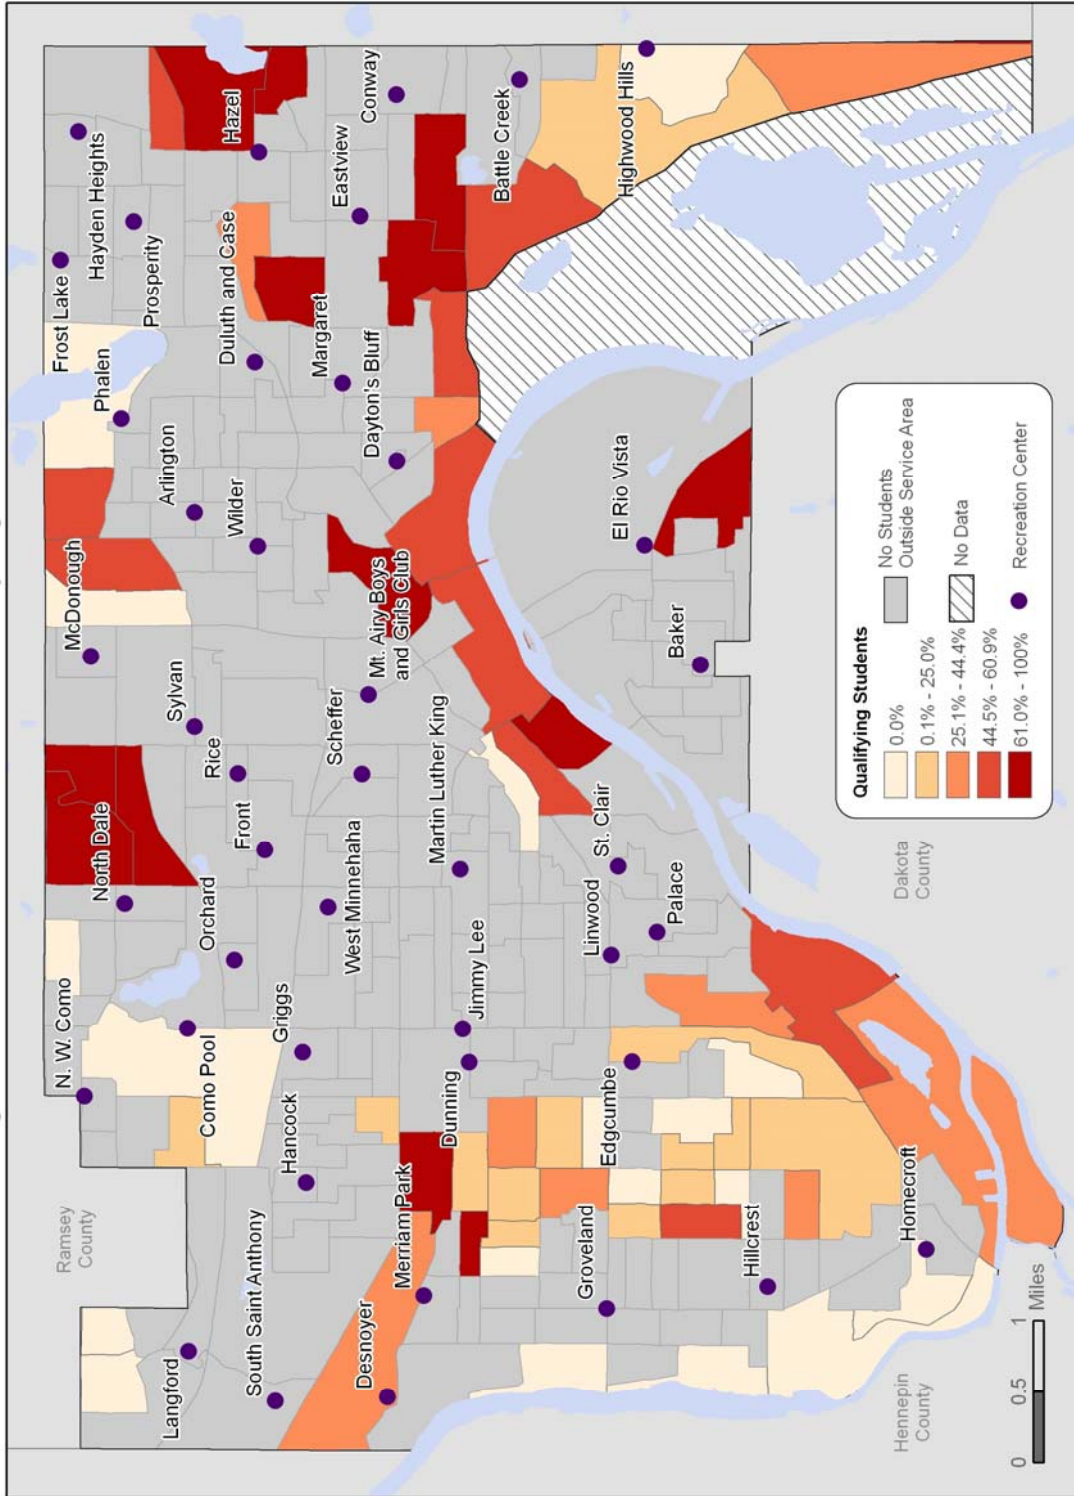 Ramsey
County
N. W. Como
North Dale
McDonough
Phalen
Frost Lake
Hayden Heights
Prosperity
Langford
Como Pool
Orchard
Sylvan
Rice
Arlington
Wilder
Duluth and Case
Hazel
South Saint Anthony
Hancock
Griggs
Front
West Minnehaha
Scheffer
Mt. Airy Boys
and Girls Club
Margaret
Dayton's Bluff
Eastview
Conway
Desnoyer
Merriam Park
Dunning
Jimmy Lee
Martin Luther King
Battle Creek
Groveland
Edgcumbe
Linwood
St. Clair
Palace
El Rio Vista
Baker
Highwood Hills
Hillcrest
Homecroft
Hennepin
County
Dakota
County
0
0.5
1
Miles
Qualifying Students
0.0%
0.1% - 25.0%
25.1% - 44.4%
44.5% - 60.9%
61.0% - 100%
No Students
Outside Service Area
No Data
Recreation Center